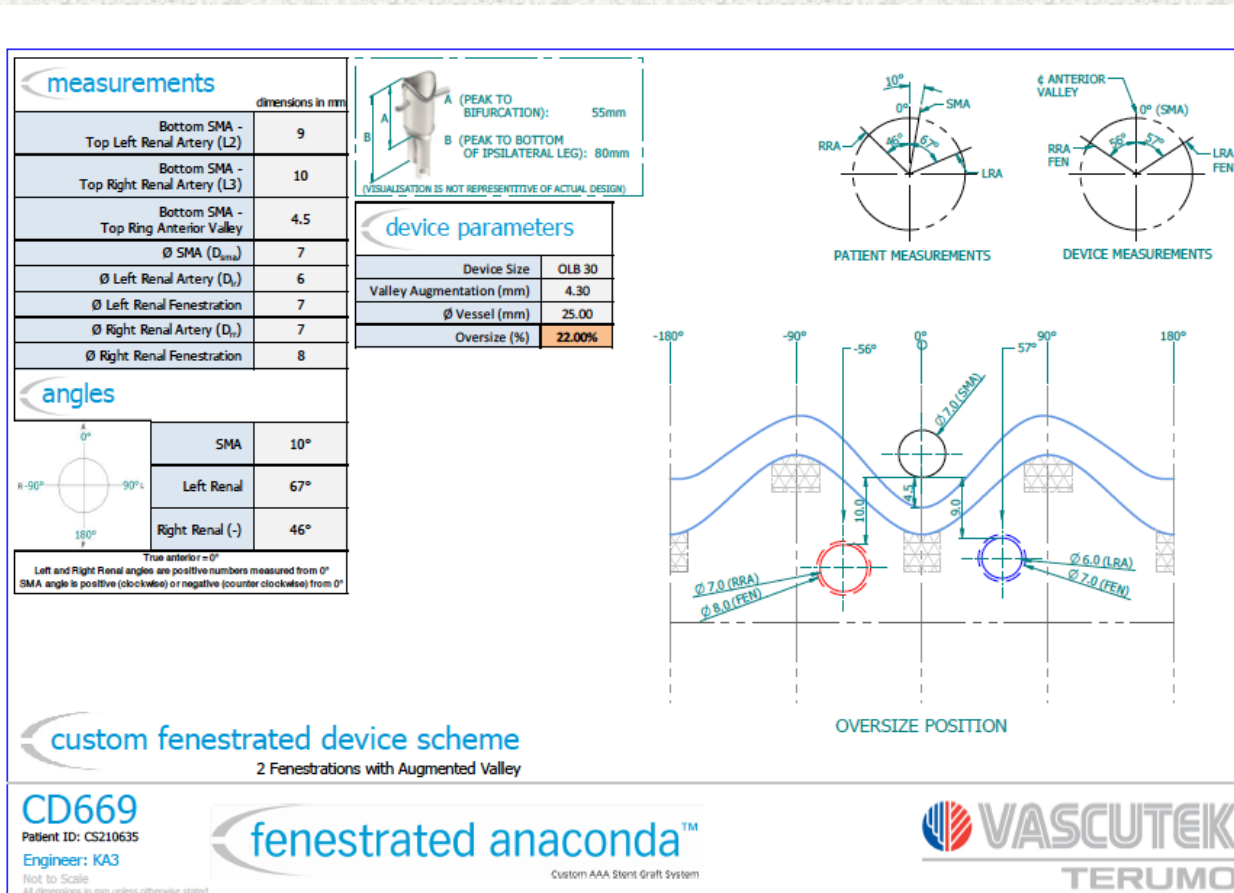 measurements
dimensions in mm
Bottom SMA -
Top Left Renal Artery (L2)
9
Bottom SMA -
Top Right Renal Artery (L3)
10
Bottom SMA -
Top Ring Anterior Valley
4.5
Ø SMA (Dsma)
7
Ø Left Renal Artery (Dlr)
6
Ø Left Renal Fenestration
7
Ø Right Renal Artery (Drr)
7
Ø Right Renal Fenestration
8
angles
A
0°
R -90°
90° L
180°
P
SMA
10°
Left Renal
67°
Right Renal (-)
46°
True anterior = 0°
Left and Right Renal angles are positive numbers measured from 0°
SMA angle is positive (clockwise) or negative (counter clockwise) from 0°
A
B
A (PEAK TO
BIFURCATION): 55mm
B (PEAK TO BOTTOM
OF IPSILATERAL LEG): 80mm
(VISUALISATION IS NOT REPRESENTITIVE OF ACTUAL DESIGN)
device parameters
Device Size
OLB 30
Valley Augmentation (mm)
4.30
Ø Vessel (mm)
25.00
Oversize (%)
22.00%
10°
0°
SMA
RRA
46°
67°
LRA
PATIENT MEASUREMENTS
¢ ANTERIOR
VALLEY
0° (SMA)
RRA
FEN
56°
57°
LRA
FEN
DEVICE MEASUREMENTS
-180°
-90°
-56°
0°
57°
90°
180°
Ø 7.0 (SMA)
4.5
10.0
9.0
Ø 7.0 (RRA)
Ø 8.0 (FEN)
Ø 6.0 (LRA)
Ø 7.0 (FEN)
OVERSIZE POSITION
custom fenestrated device scheme
2 Fenestrations with Augmented Valley
CD669
Patient ID: CS210635
Engineer: KA3
Not to Scale
All dimensions in mm unless otherwise stated
fenestrated anaconda™
Custom AAA Stent Graft System
VASCUTEK
TERUMO